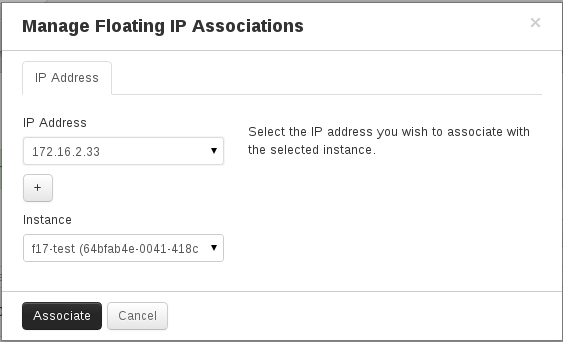 Manage Floating IP Associations
×
IP Address
IP Address
172.16.2.33
+
Select the IP address you wish to associate with
the selected instance.
Instance
f17-test (64bfab4e-0041-418c
Associate
Cancel